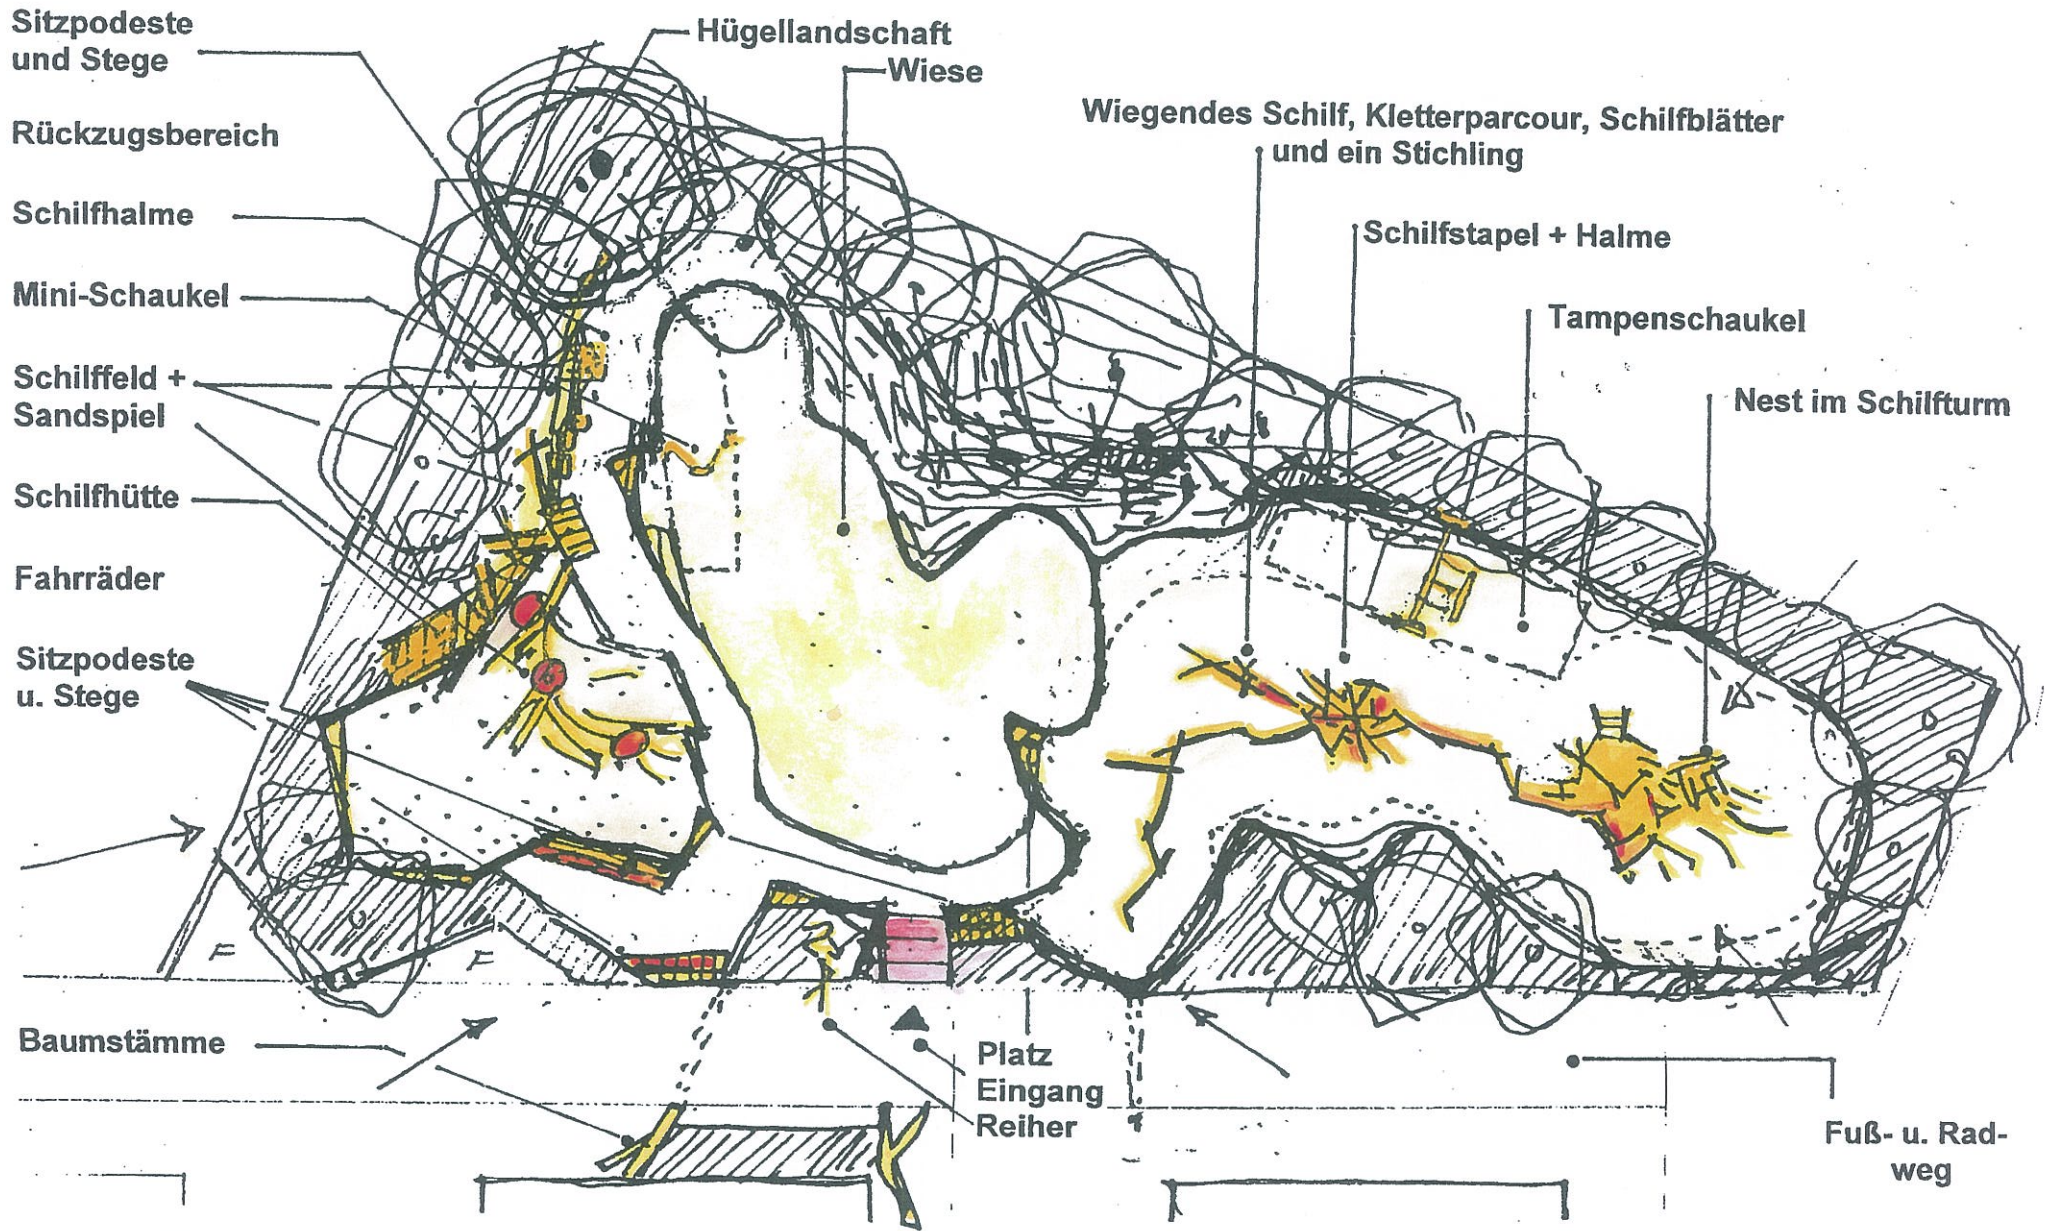 Sitzpodeste
und Stege
Rückzugsbereich
Schilfhalme
Mini-Schaukel
Schilffeld +
Sandspiel
Schilfhütte
Fahrräder
Sitzpodeste
u. Stege
Baumstämme
Hügellandschaft
Wiese
Wiegendes Schilf, Kletterparcour, Schilfblätter
und ein Stichling
Schilfstapel + Halme
Tampenschaukel
Nest im Schilfturm
F
F
Platz
Eingang
Reiher
Fuß- u. Rad-
weg